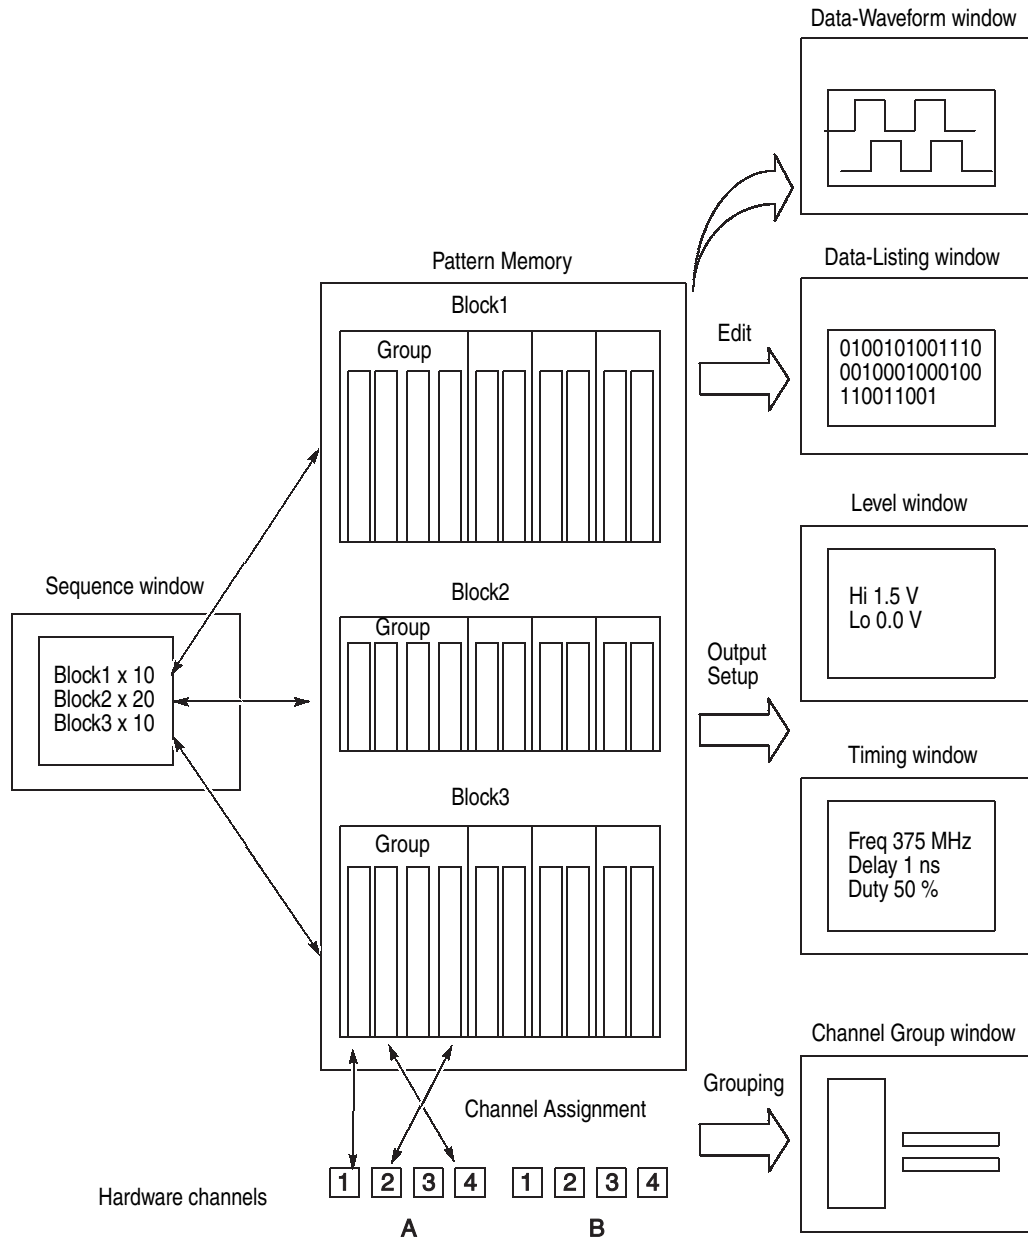 Data-Waveform window
Pattern Memory
Data-Listing window
Block1
Group
Edit
0100101001110
0010001000100
110011001
Level window
Hi 1.5 V
Lo 0.0 V
Sequence window
Block1 x 10
Block2 x 20
Block3 x 10
Block2
Group
Output
Setup
Timing window
Freq 375 MHz
Delay 1 ns
Duty 50 %
Block3
Group
Channel Group window
Grouping
Channel Assignment
Hardware channels
1 2 3 4 1 2 3 4
A B